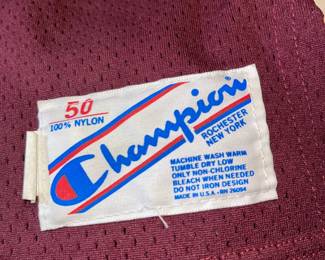 50
100% NYLON
Champion
ROCHESTER
NEW YORK
MACHINE WASH WARM
TUMBLE DRY LOW
ONLY NON-CHLORINE
BLEACH WHEN NEEDED
DO NOT IRON DESIGN
MADE IN U.S.A. • RN 26094